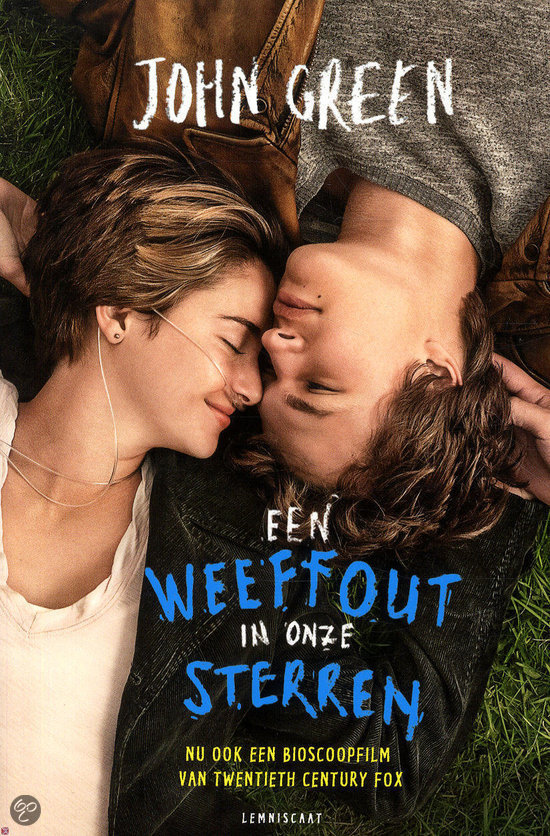 JOHN GREEN
EEN
WEEFFOUT
IN ONZE
STERREN
NU OOK EEN BIOSCOOPFILM
VAN TWENTIETH CENTURY FOX
LEMNISCAAT